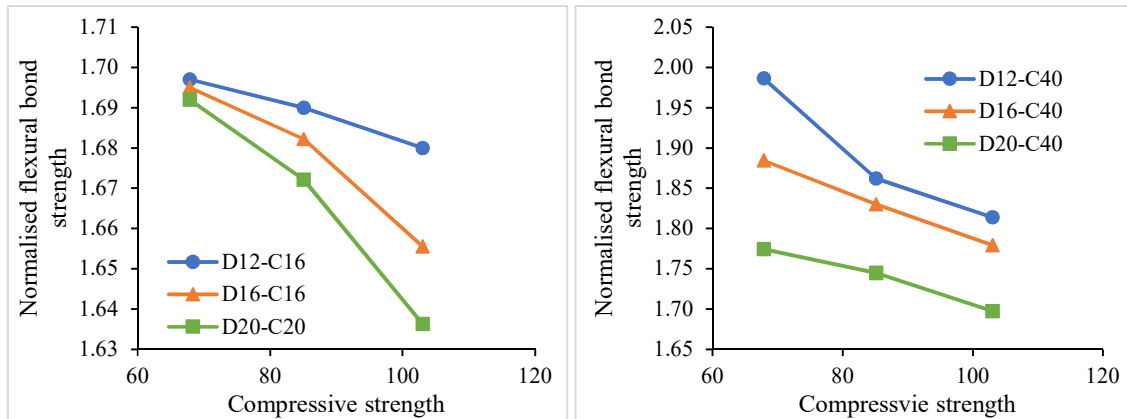 1.71
1.70
1.69
1.68
1.67
1.66
1.65
1.64
1.63
60
80
100
120
Normalised flexural bond
strength
Compressive strength
D12-C16
D16-C16
D20-C20
2.05
2.00
1.95
1.90
1.85
1.80
1.75
1.70
1.65
60
80
100
120
Normalised flexural bond
strength
Compressvie strength
D12-C40
D16-C40
D20-C40